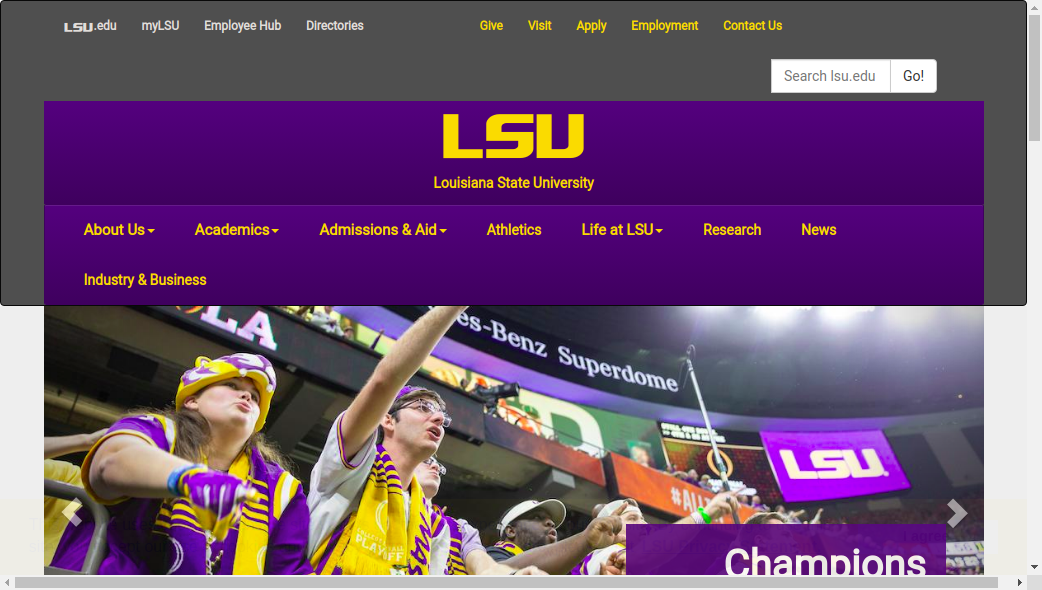 LSU.edu myLSU Employee Hub Directories Give Visit Apply Employment Contact Us
Search lsu.edu Go!
LSU
Louisiana State University
About Us Academics Admissions & Aid Athletics Life at LSU Research News
Industry & Business
LA
es-Benz Superdome
LSU
#ALL
PLAYOFF
Champions